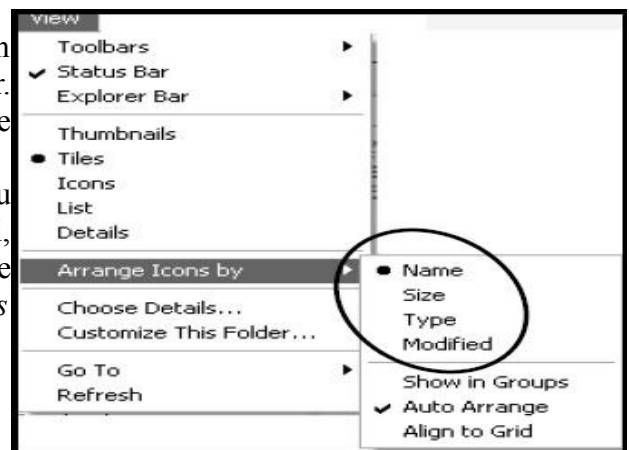 View
Toolbars
Status Bar
Explorer Bar
Thumbnails
Tiles
Icons
List
Details
Arrange Icons by
Choose Details...
Customize This Folder...
Go To
Refresh
Name
Size
Type
Modified
Show in Groups
Auto Arrange
Align to Grid